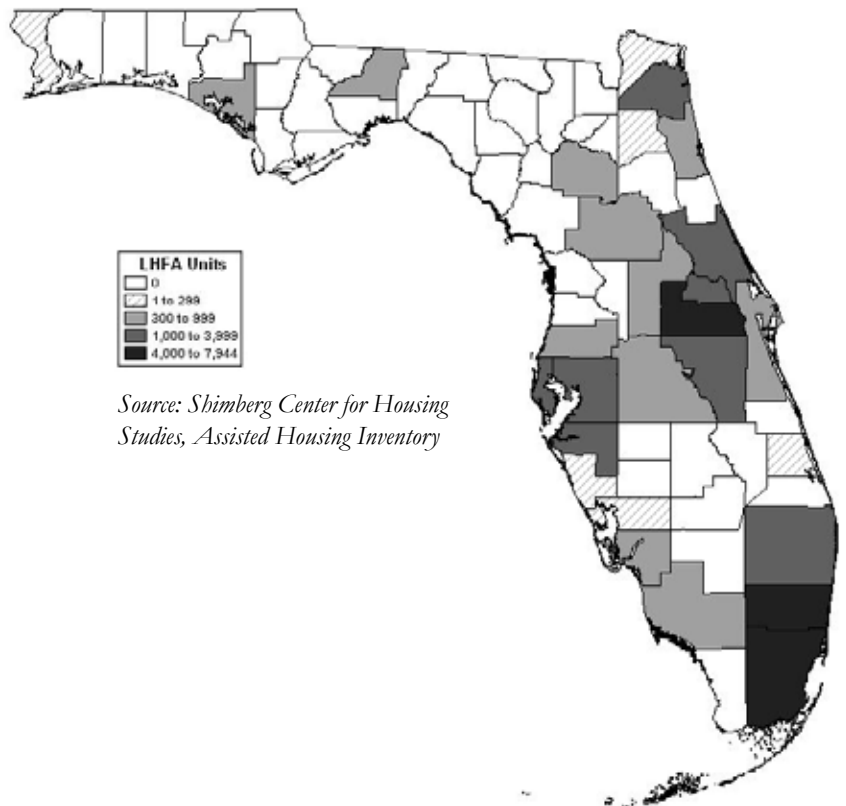 LHFA Units
0
1 to 299
300 to 999
1,000 to 3,999
4,000 to 7,944
Source: Shimberg Center for Housing
Studies, Assisted Housing Inventory